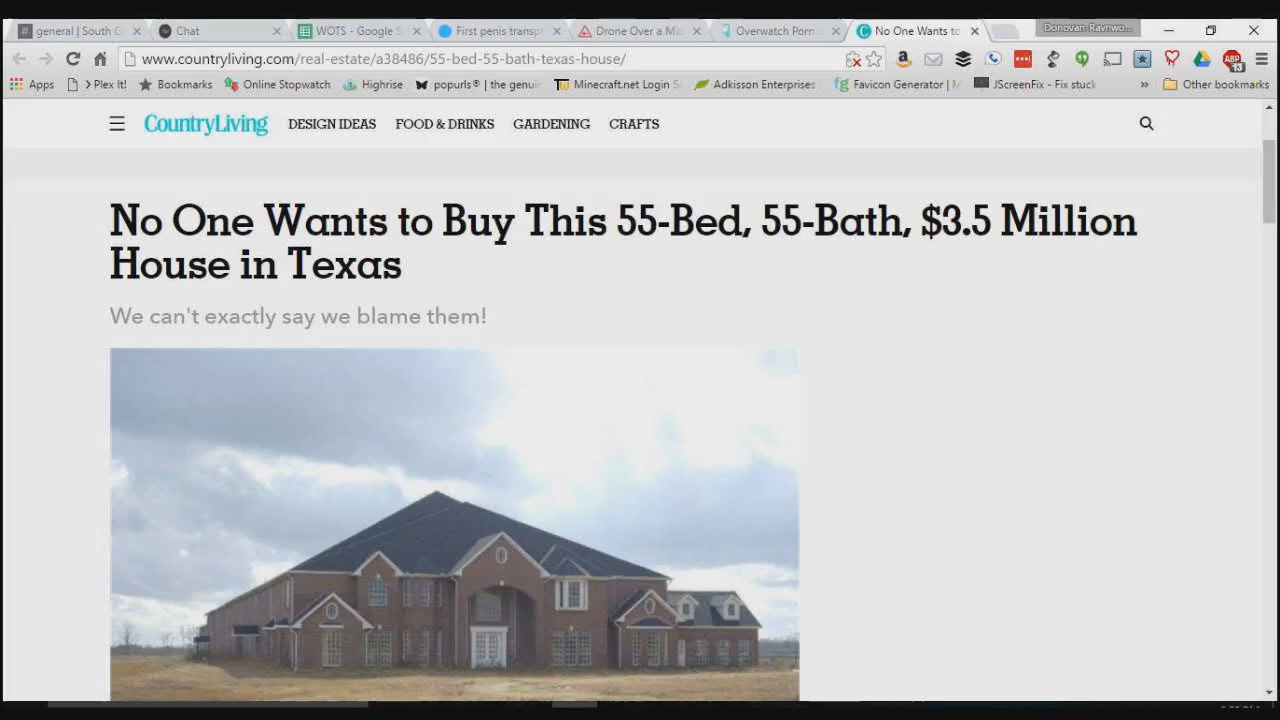 general | South C
Chat
WOTS - Google S
First penis transp
Drone Over a Mi
Overwatch Porn
No One Wants to
Donovan Ravnwo...
www.countryliving.com/real-estate/a38486/55-bed-55-bath-texas-house/
ABP
13
Apps
> Plex It!
Bookmarks
Online Stopwatch
Highrise
popurls® | the genuin
Minecraft.net Login S
Adkisson Enterprises
Favicon Generator | M
JScreenFix - Fix stuck
»
Other bookmarks
CountryLiving
DESIGN IDEAS
FOOD & DRINKS
GARDENING
CRAFTS
No One Wants to Buy This 55-Bed, 55-Bath, $3.5 Million
House in Texas
We can't exactly say we blame them!